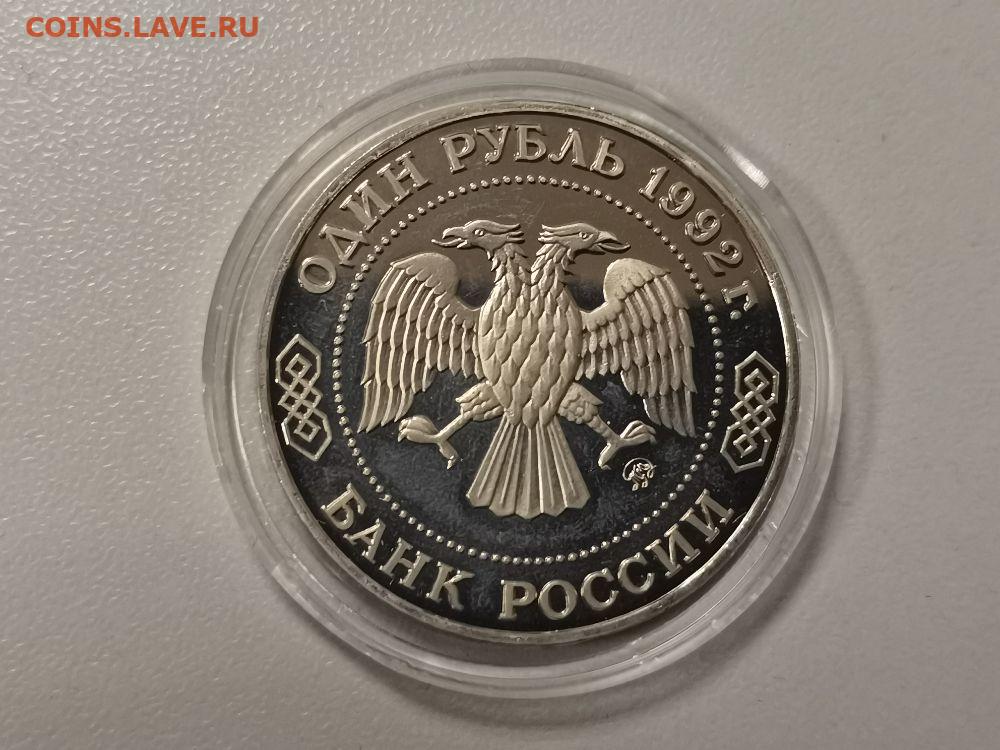 COINS.LAVE.RU
ОДИН РУБЛЬ 1992 г.
БАНК РОССИИ